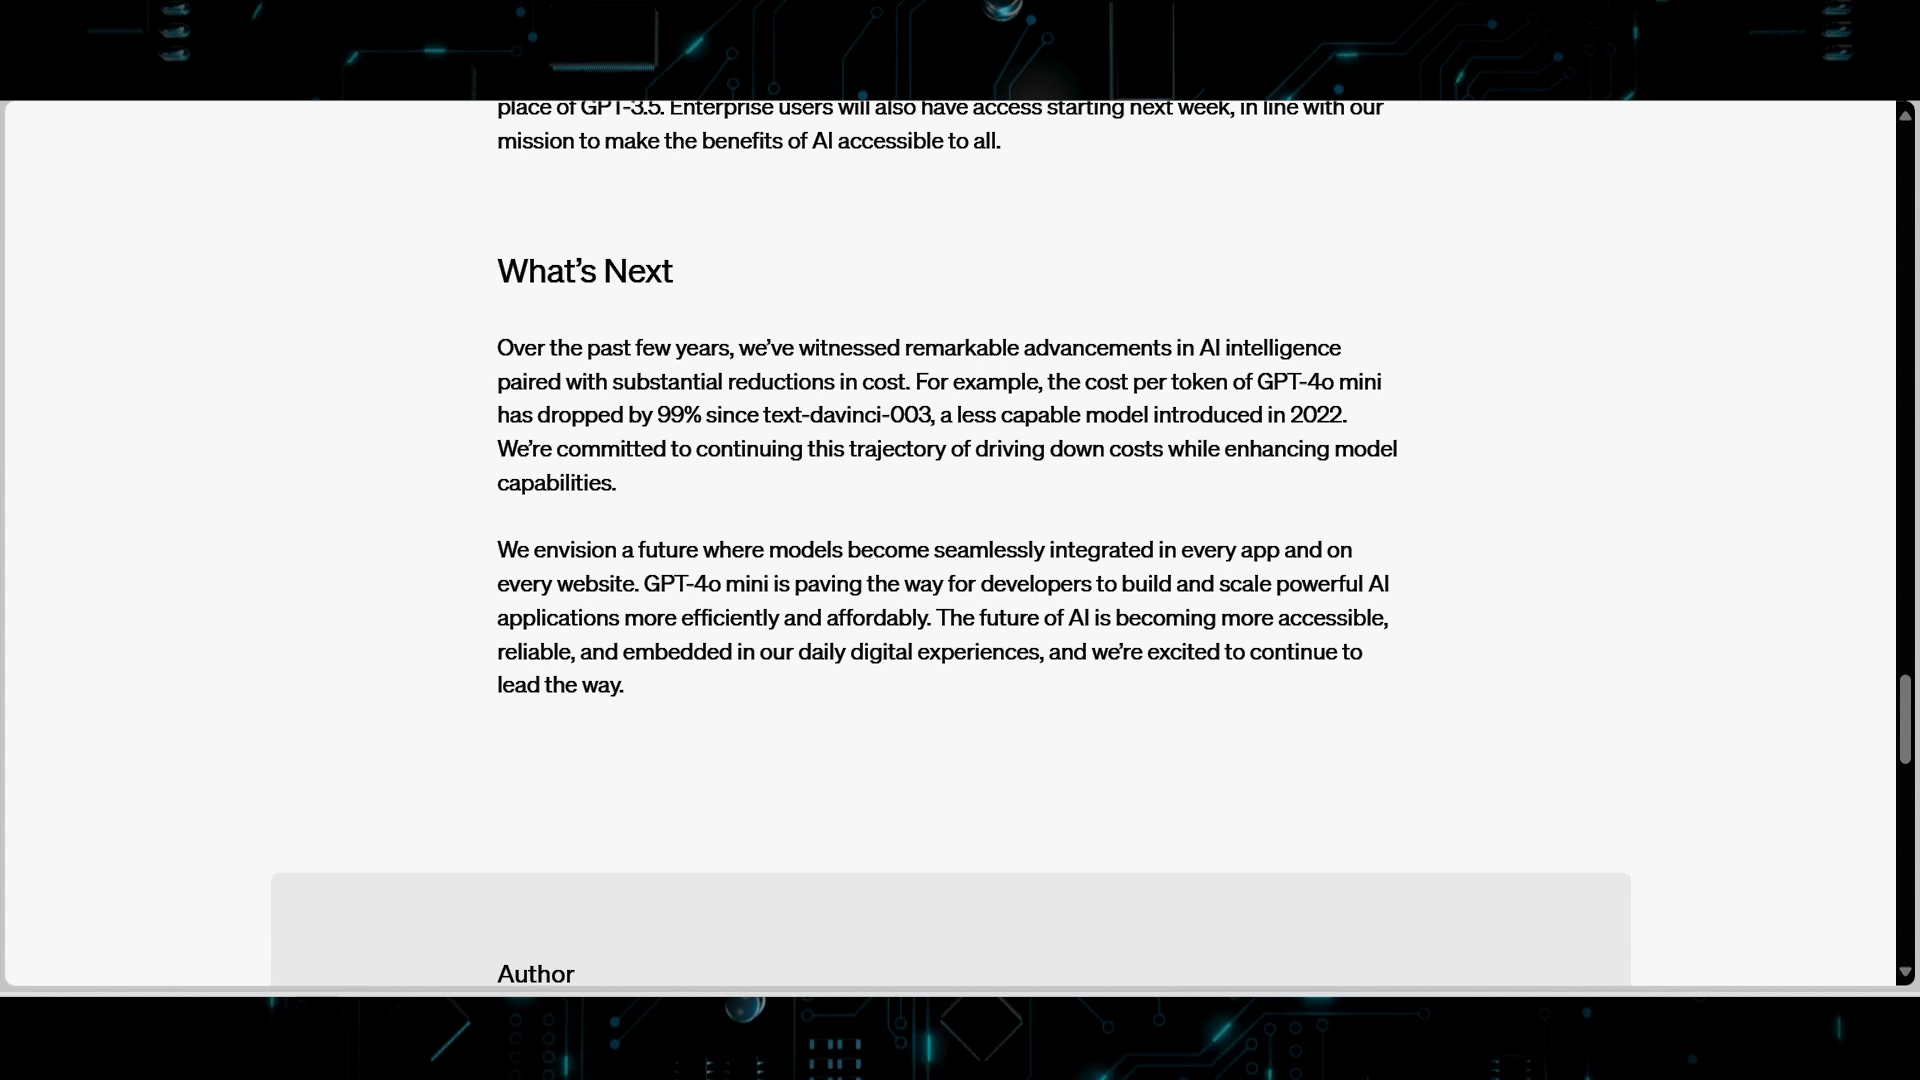 place of GPT-3.5. Enterprise users will also have access starting next week, in line with our
mission to make the benefits of AI accessible to all.
What’s Next
Over the past few years, we’ve witnessed remarkable advancements in AI intelligence
paired with substantial reductions in cost. For example, the cost per token of GPT-4o mini
has dropped by 99% since text-davinci-003, a less capable model introduced in 2022.
We’re committed to continuing this trajectory of driving down costs while enhancing model
capabilities.
We envision a future where models become seamlessly integrated in every app and on
every website. GPT-4o mini is paving the way for developers to build and scale powerful AI
applications more efficiently and affordably. The future of AI is becoming more accessible,
reliable, and embedded in our daily digital experiences, and we’re excited to continue to
lead the way.
Author